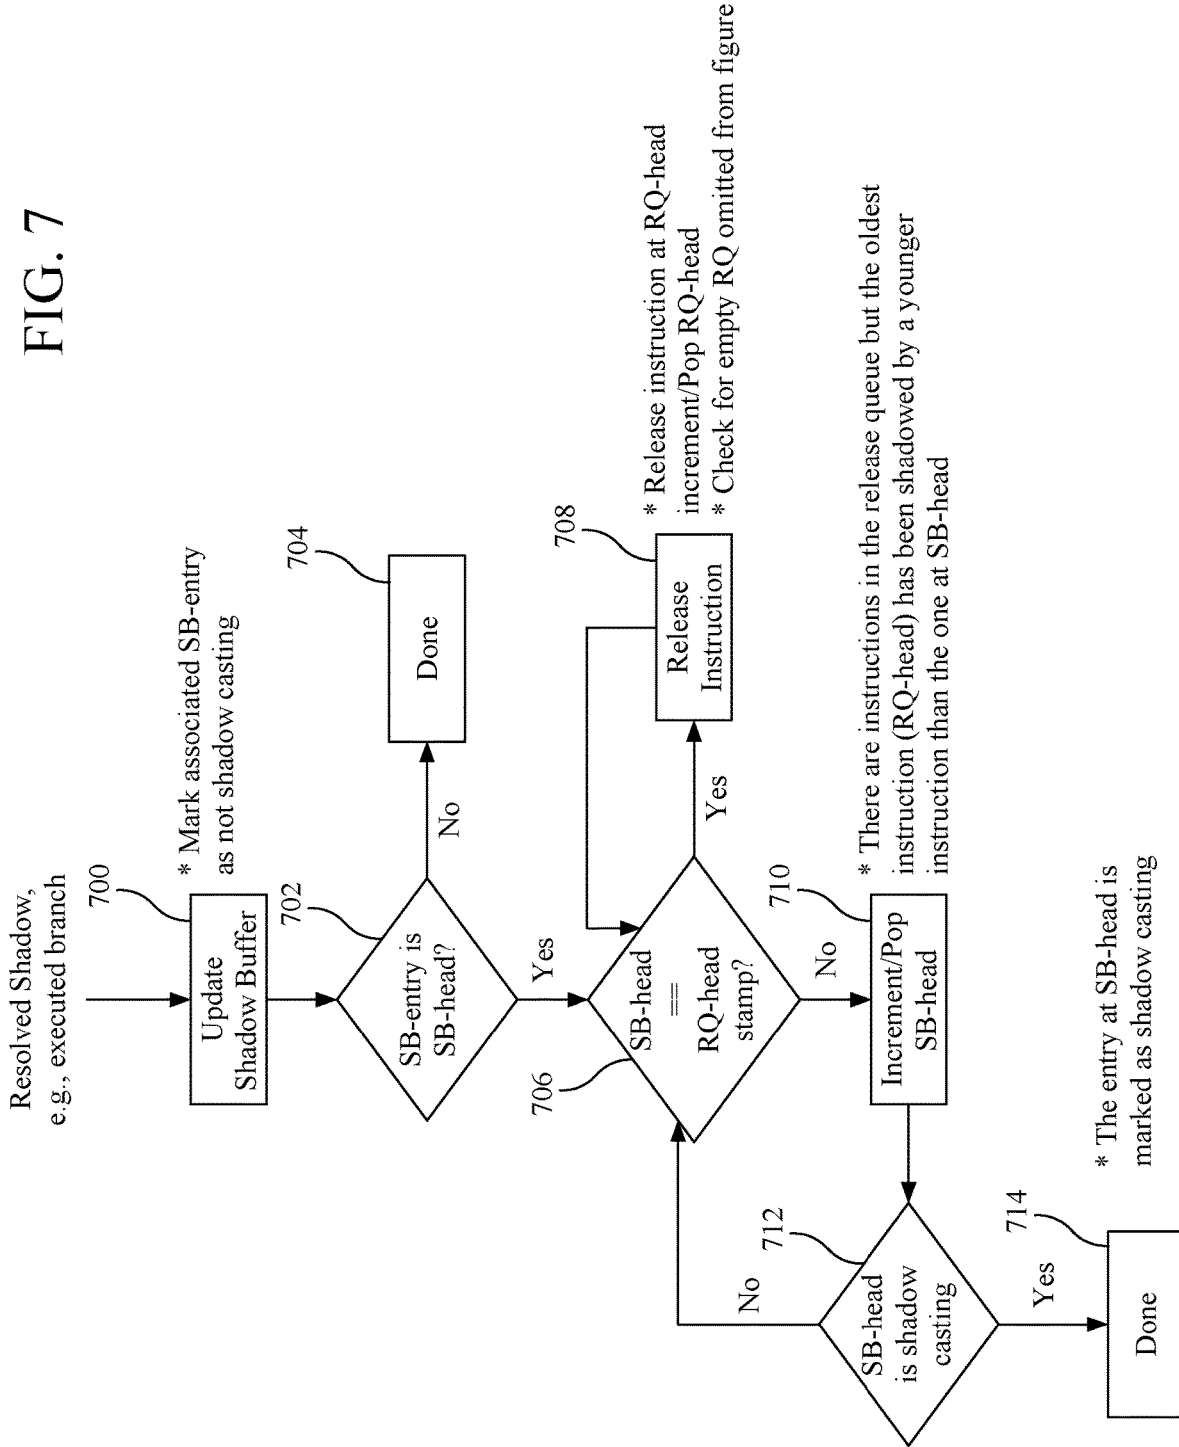 FIG. 7
Resolved Shadow,
e.g., executed branch
700
Update
Shadow Buffer
* Mark associated SB-entry
as not shadow casting
702
SB-entry is
SB-head?
No
704
Done
Yes
706
SB-head
==
RQ-head
stamp?
Yes
708
Release
Instruction
* Release instruction at RQ-head
increment/Pop RQ-head
* Check for empty RQ omitted from figure
No
710
Increment/Pop
SB-head
* There are instructions in the release queue but the oldest
instruction (RQ-head) has been shadowed by a younger
instruction than the one at SB-head
712
SB-head
is shadow
casting
No
Yes
714
Done
* The entry at SB-head is
marked as shadow casting